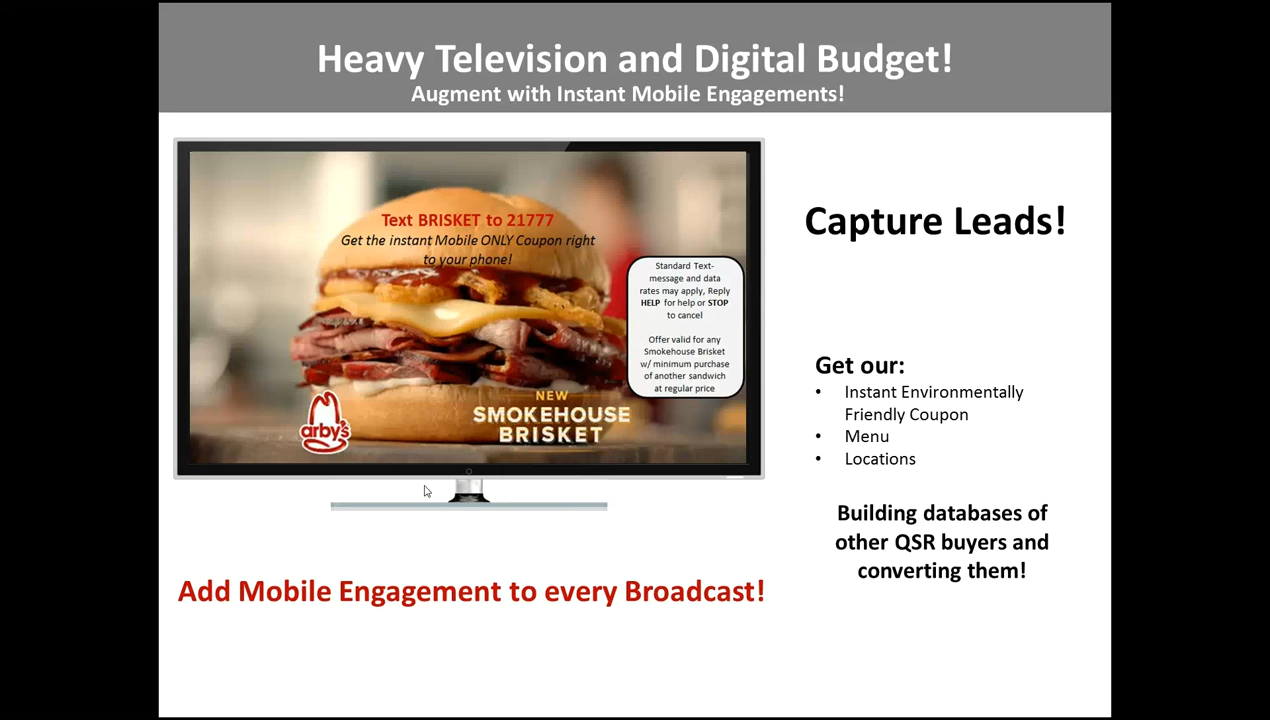 Heavy Television and Digital Budget!
Augment with Instant Mobile Engagements!
Text BRISKET to 21777
Get the instant Mobile ONLY Coupon right
to your phone!
Standard Text-
message and data
rates may apply, Reply
HELP for help or STOP
to cancel
Offer valid for any
Smokehouse Brisket
w/ minimum purchase
of another sandwich
at regular price
NEW
SMOKEHOUSE
BRISKET
arby's
Capture Leads!
Get our:
• Instant Environmentally
Friendly Coupon
• Menu
• Locations
Building databases of
other QSR buyers and
converting them!
Add Mobile Engagement to every Broadcast!